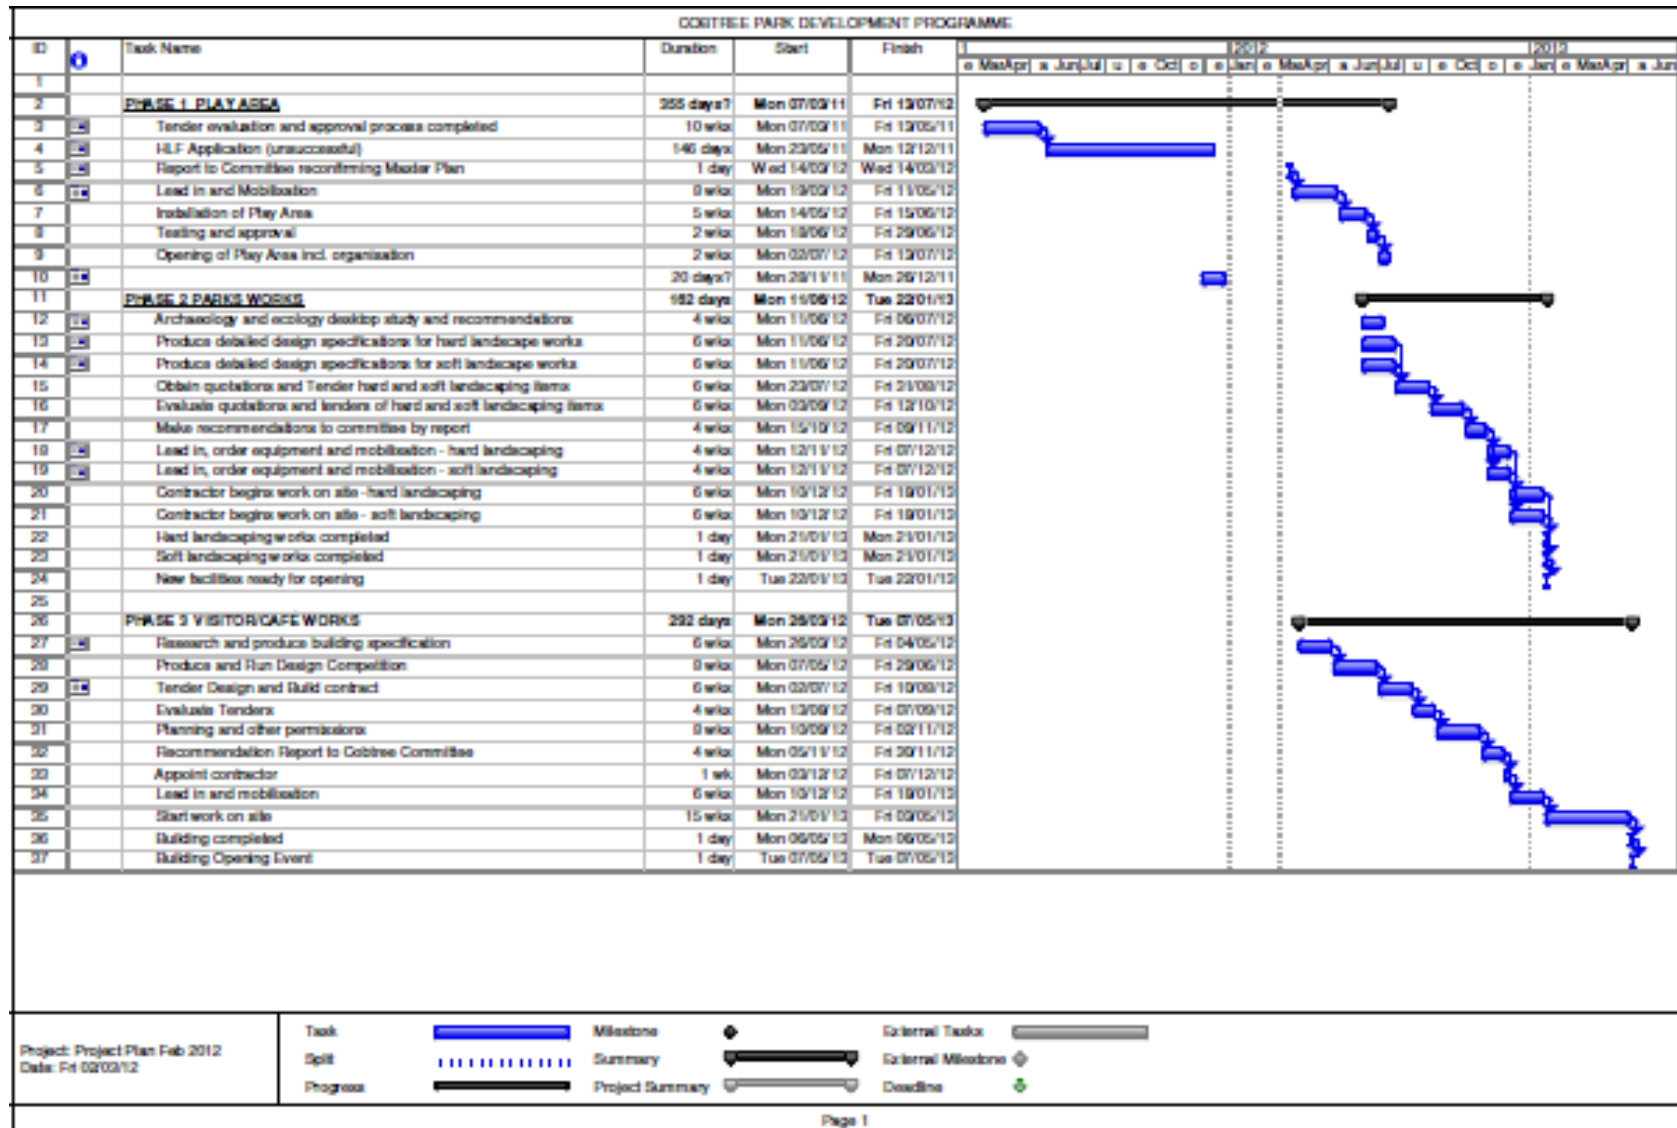 COBTREE PARK DEVELOPMENT PROGRAMME
ID Task Name Duration Start Finish 1 2012 2013
e Mar Apr a Jun Jul u e Oct o e Jan e Mar Apr a Jun Jul u e Oct o e Jan e Mar Apr a Jun
1
2 PHASE 1 PLAY AREA 355 days? Mon 07/03/11 Fri 13/07/12
3 Tender evaluation and approval process completed 10 wks Mon 07/03/11 Fri 13/05/11
4 HLF Application (unsuccessful) 146 days Mon 23/05/11 Mon 12/12/11
5 Report to Committee reconfirming Master Plan 1 day Wed 14/03/12 Wed 14/03/12
6 Lead in and Mobilisation 8 wks Mon 19/03/12 Fri 11/05/12
7 Installation of Play Area 5 wks Mon 14/05/12 Fri 15/06/12
8 Testing and approval 2 wks Mon 18/06/12 Fri 29/06/12
9 Opening of Play Area incl. organisation 2 wks Mon 02/07/12 Fri 13/07/12
10 20 days? Mon 28/11/11 Mon 26/12/11
11 PHASE 2 PARKS WORKS 162 days Mon 11/06/12 Tue 22/01/13
12 Archaeology and ecology desktop study and recommendations 4 wks Mon 11/06/12 Fri 06/07/12
13 Produce detailed design specifications for hard landscape works 6 wks Mon 11/06/12 Fri 20/07/12
14 Produce detailed design specifications for soft landscape works 6 wks Mon 11/06/12 Fri 20/07/12
15 Obtain quotations and Tender hard and soft landscaping items 6 wks Mon 23/07/12 Fri 31/08/12
16 Evaluate quotations and tenders of hard and soft landscaping items 6 wks Mon 03/09/12 Fri 12/10/12
17 Make recommendations to committee by report 4 wks Mon 15/10/12 Fri 09/11/12
18 Lead in, order equipment and mobilisation - hard landscaping 4 wks Mon 12/11/12 Fri 07/12/12
19 Lead in, order equipment and mobilisation - soft landscaping 4 wks Mon 12/11/12 Fri 07/12/12
20 Contractor begins work on site - hard landscaping 6 wks Mon 10/12/12 Fri 18/01/13
21 Contractor begins work on site - soft landscaping 6 wks Mon 10/12/12 Fri 18/01/13
22 Hard landscaping works completed 1 day Mon 21/01/13 Mon 21/01/13
23 Soft landscaping works completed 1 day Mon 21/01/13 Mon 21/01/13
24 New facilities ready for opening 1 day Tue 22/01/13 Tue 22/01/13
25
26 PHASE 3 VISITOR/CAFE WORKS 292 days Mon 26/03/12 Tue 07/05/13
27 Research and produce building specification 6 wks Mon 26/03/12 Fri 04/05/12
28 Produce and Run Design Competition 8 wks Mon 07/05/12 Fri 29/06/12
29 Tender Design and Build contract 6 wks Mon 02/07/12 Fri 10/08/12
30 Evaluate Tenders 4 wks Mon 13/08/12 Fri 07/09/12
31 Planning and other permissions 8 wks Mon 10/09/12 Fri 02/11/12
32 Recommendation Report to Cobtree Committee 4 wks Mon 05/11/12 Fri 30/11/12
33 Appoint contractor 1 wk Mon 03/12/12 Fri 07/12/12
34 Lead in and mobilisation 6 wks Mon 10/12/12 Fri 18/01/13
35 Start work on site 15 wks Mon 21/01/13 Fri 03/05/13
36 Building completed 1 day Mon 06/05/13 Mon 06/05/13
37 Building Opening Event 1 day Tue 07/05/13 Tue 07/05/13
Project: Project Plan Feb 2012
Date: Fri 02/03/12
Task Milestone External Tasks
Split Summary External Milestone
Progress Project Summary Deadline
Page 1